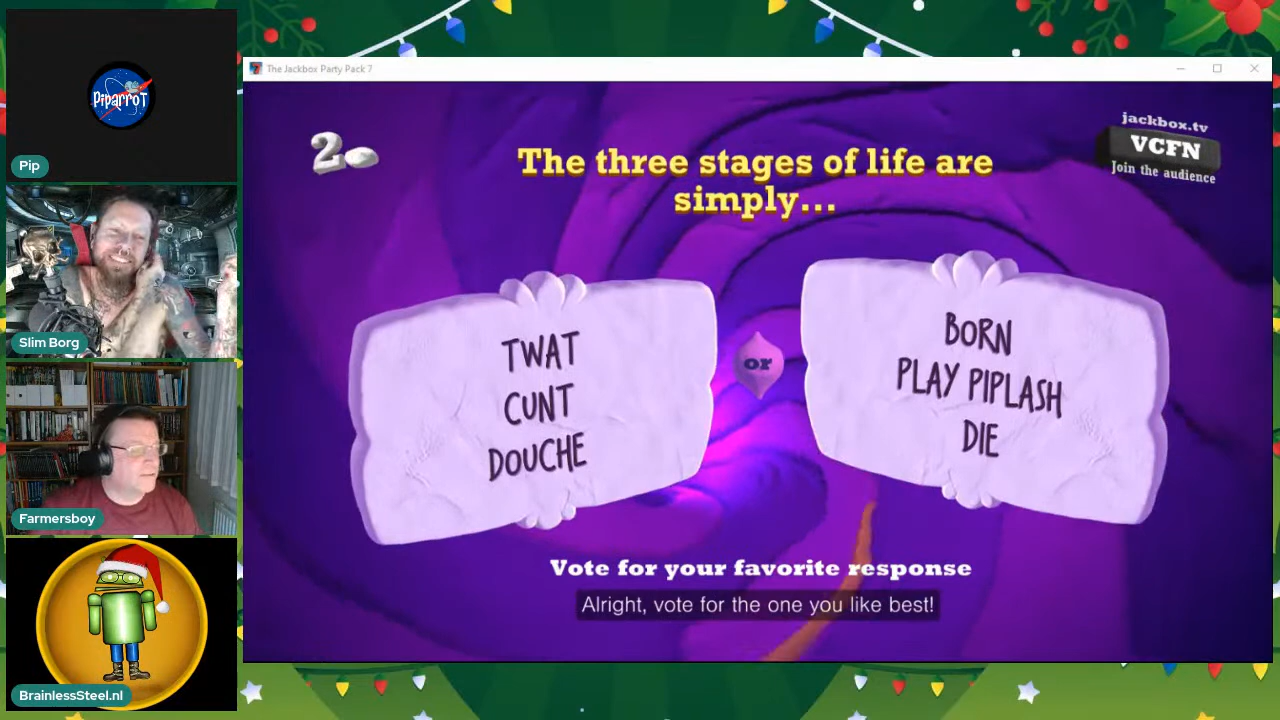 PiparroT
Pip
Slim Borg
Farmersboy
BrainlessSteel.nl
The Jackbox Party Pack 7
2
jackbox.tv
VCFN
Join the audience
The three stages of life are
simply...
TWAT
CUNT
DOUCHE
or
BORN
PLAY PIPLASH
DIE
Vote for your favorite response
Alright, vote for the one you like best!